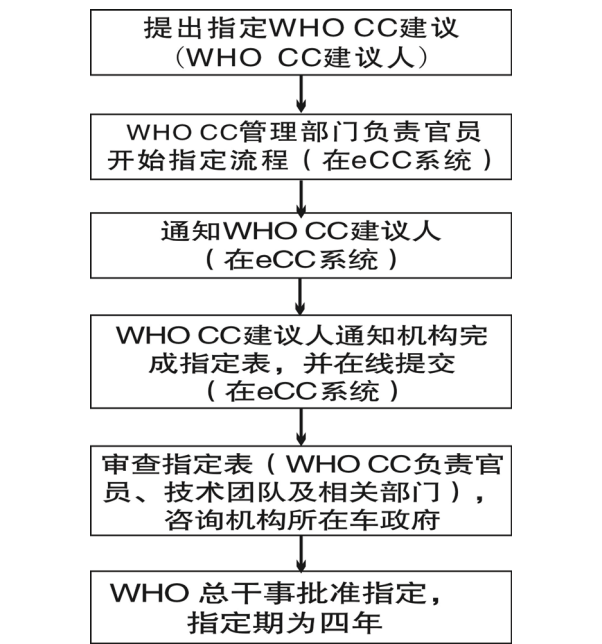 提出指定WHO CC建议
(WHO CC建议人)
WHO CC管理部门负责官员
开始指定流程（在eCC系统）
通知WHO CC建议人
（在eCC系统）
WHO CC建议人通知机构完
成指定表，并在线提交
（在eCC系统）
审查指定表（WHO CC负责官
员、技术团队及相关部门），
咨询机构所在车政府
WHO 总干事批准指定，
指定期为四年